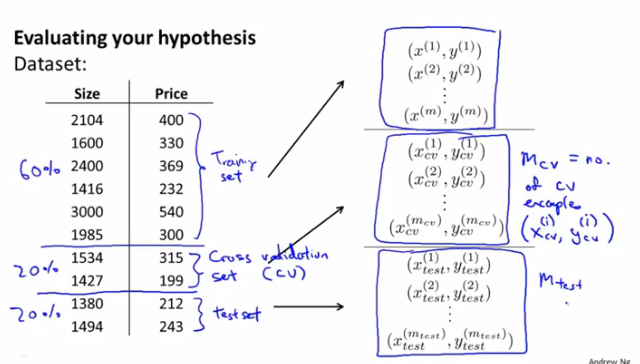 Evaluating your hypothesis
Dataset:
Size Price
2104 400
1600 330
2400 369
1416 232
3000 540
1985 300
1534 315
1427 199
1380 212
1494 243
60%
20%
20%
Training set
Cross validation set (CV)
test set
(x^{(1)}, y^{(1)})
(x^{(2)}, y^{(2)})
⋮
(x^{(m)}, y^{(m)})
(x_{cv}^{(1)}, y_{cv}^{(1)})
(x_{cv}^{(2)}, y_{cv}^{(2)})
⋮
(x_{cv}^{(m_{cv})}, y_{cv}^{(m_{cv})})
(x_{test}^{(1)}, y_{test}^{(1)})
(x_{test}^{(2)}, y_{test}^{(2)})
⋮
(x_{test}^{(m_{test})}, y_{test}^{(m_{test})})
m_{cv} = no.
of cv
examples
(x_{cv}^{(i)}, y_{cv}^{(i)})
m_{test}
Andrew Ng